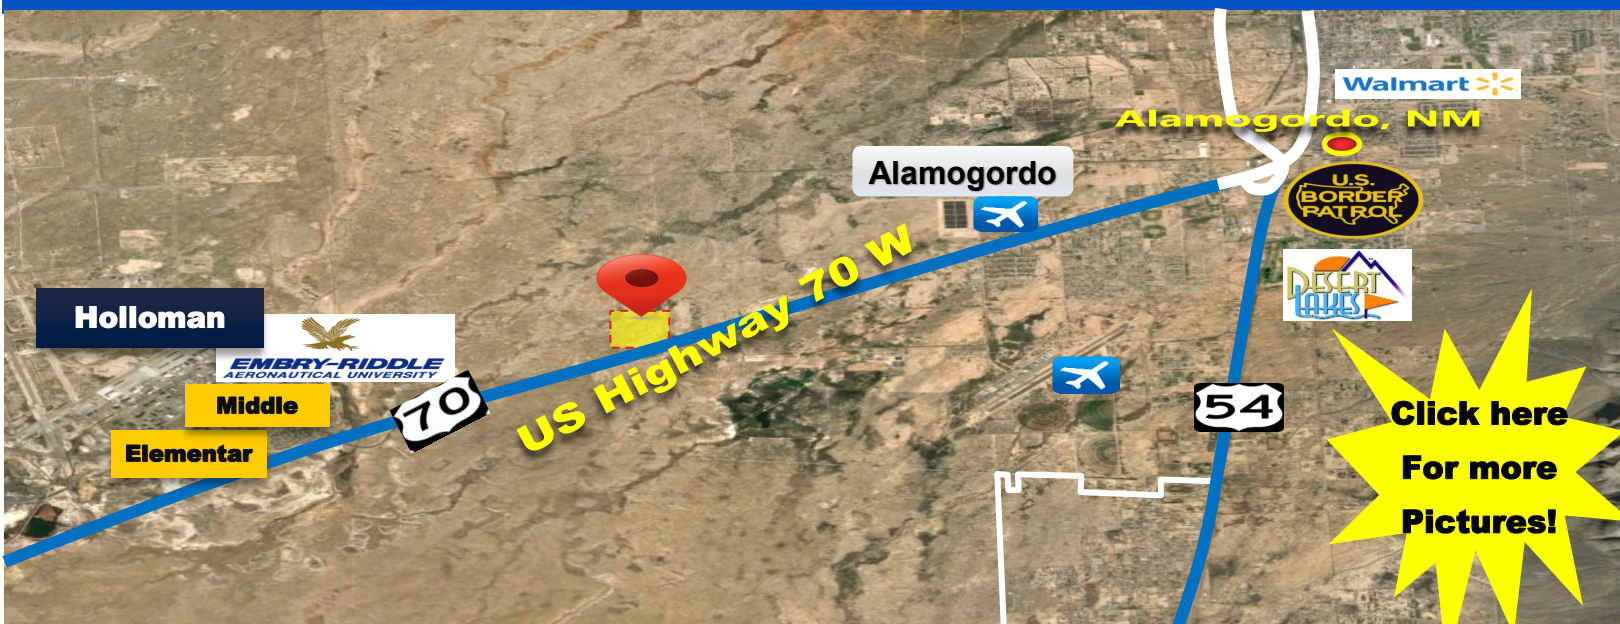 Walmart
Alamogordo, NM
Alamogordo
U.S.
BORDER
PATROL
US Highway 70 W
DESERT
LAKES
Holloman
EMBRY-RIDDLE
AERONAUTICAL UNIVERSITY
Middle
70
54
Elementar
Click here
For more
Pictures!